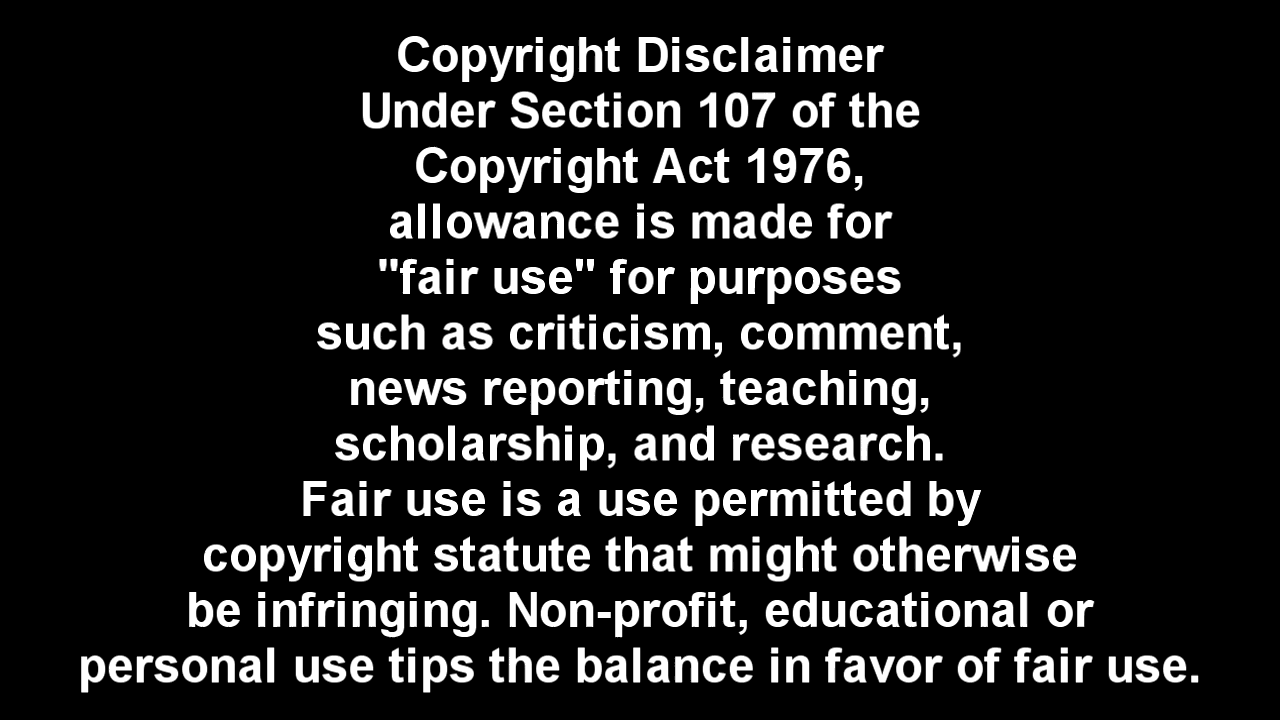 Copyright Disclaimer
Under Section 107 of the
Copyright Act 1976,
allowance is made for
"fair use" for purposes
such as criticism, comment,
news reporting, teaching,
scholarship, and research.
Fair use is a use permitted by
copyright statute that might otherwise
be infringing. Non-profit, educational or
personal use tips the balance in favor of fair use.